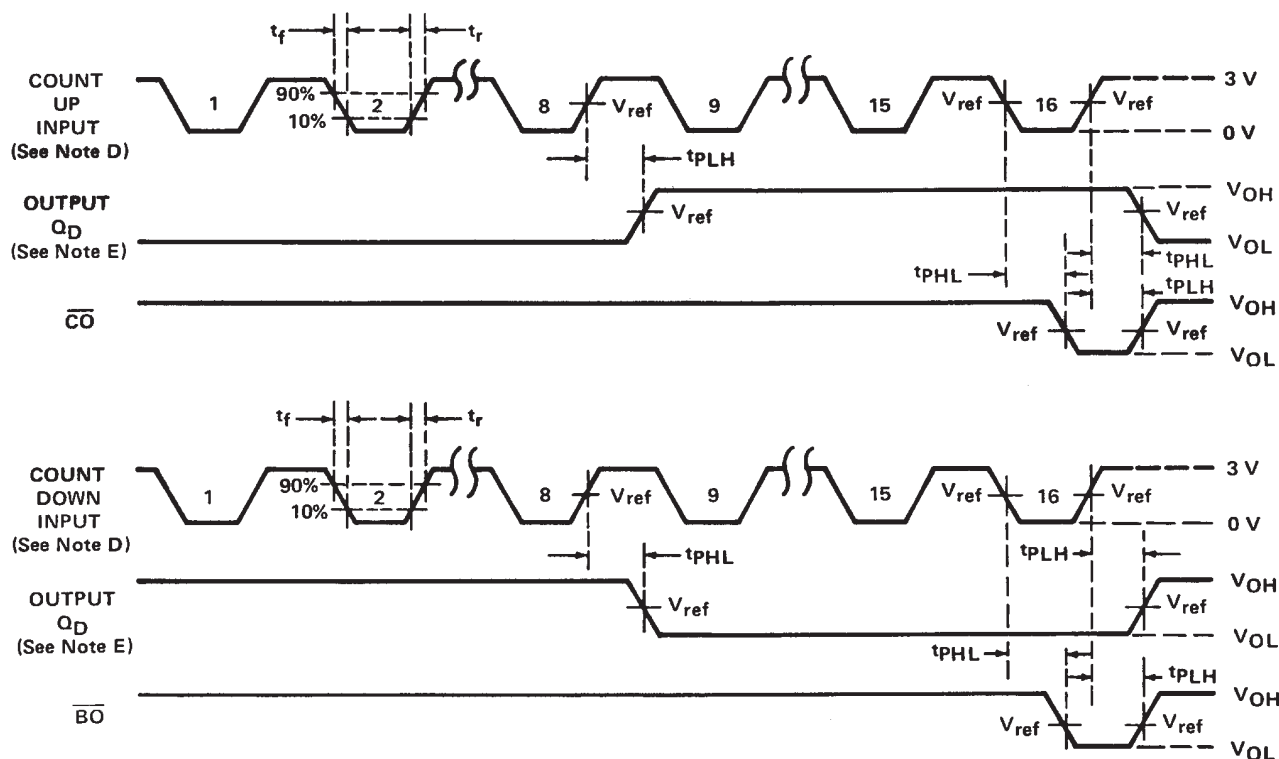 tf tr
COUNT
UP
INPUT
(See Note D)
90%
10%
1 2 8 9 15 16
Vref Vref Vref
3 V
0 V
tPLH
OUTPUT
QD
(See Note E)
Vref Vref
VOH
VOL
tPHL tPHL
tPLH
CO
Vref Vref
VOH
VOL
tf tr
COUNT
DOWN
INPUT
(See Note D)
90%
10%
1 2 8 9 15 16
Vref Vref Vref
3 V
0 V
tPHL tPLH
OUTPUT
QD
(See Note E)
Vref Vref
VOH
VOL
tPHL tPLH
BO
Vref Vref
VOH
VOL